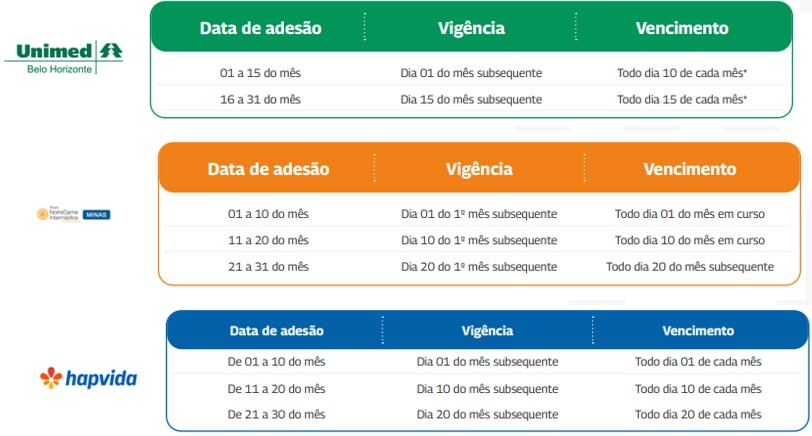 Unimed
Belo Horizonte
Data de adesão Vigência Vencimento
01 a 15 do mês Dia 01 do mês subsequente Todo dia 10 de cada mês*
16 a 31 do mês Dia 15 do mês subsequente Todo dia 15 de cada mês*
Grupo
NotreDame
Intermédica
MINAS
Data de adesão Vigência Vencimento
01 a 10 do mês Dia 01 do 1º mês subsequente Todo dia 01 do mês em curso
11 a 20 do mês Dia 10 do 1º mês subsequente Todo dia 10 do mês em curso
21 a 31 do mês Dia 20 do 1º mês subsequente Todo dia 20 do mês subsequente
hapvida
Data de adesão Vigência Vencimento
De 01 a 10 do mês Dia 01 do mês subsequente Todo dia 01 de cada mês
De 11 a 20 do mês Dia 10 do mês subsequente Todo dia 10 de cada mês
De 21 a 30 do mês Dia 20 do mês subsequente Todo dia 20 de cada mês